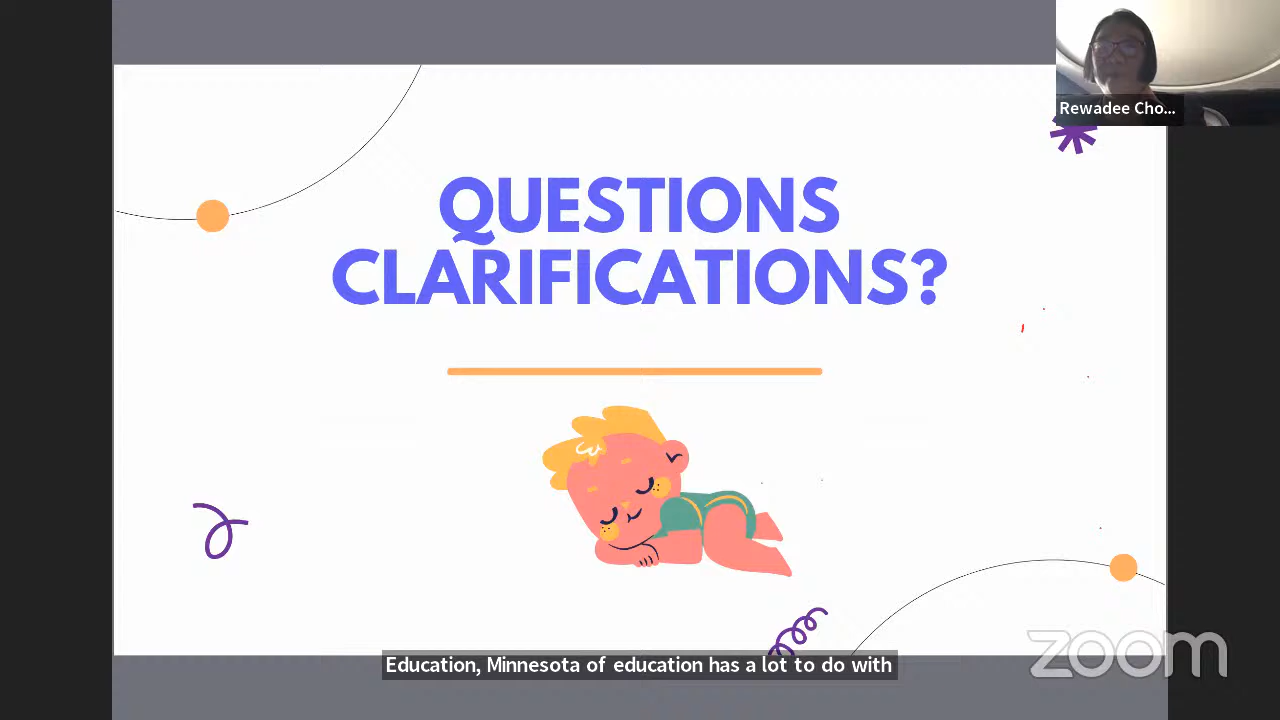 Rewadee Cho...
QUESTIONS
CLARIFICATIONS?
Education, Minnesota of education has a lot to do with
zoom